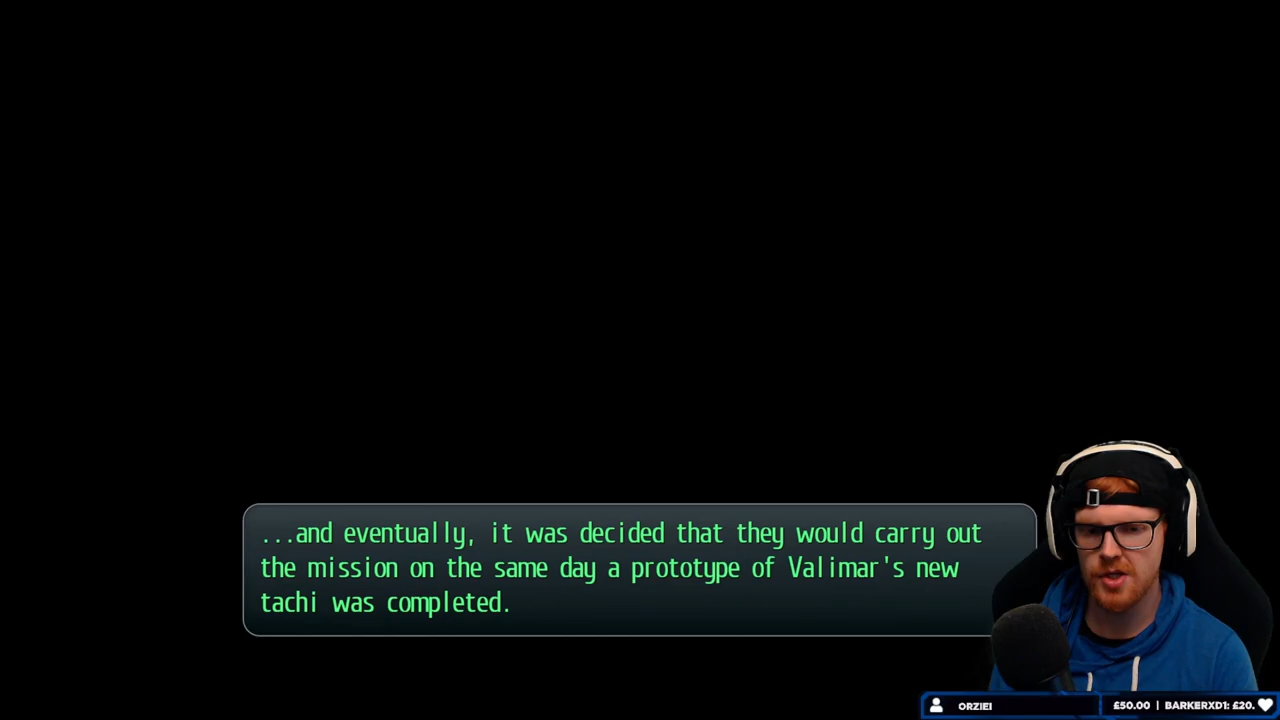 ...and eventually, it was decided that they would carry out
the mission on the same day a prototype of Valimar's new
tachi was completed.
ORZIEI
£50.00 | BARKERXD1: £20.